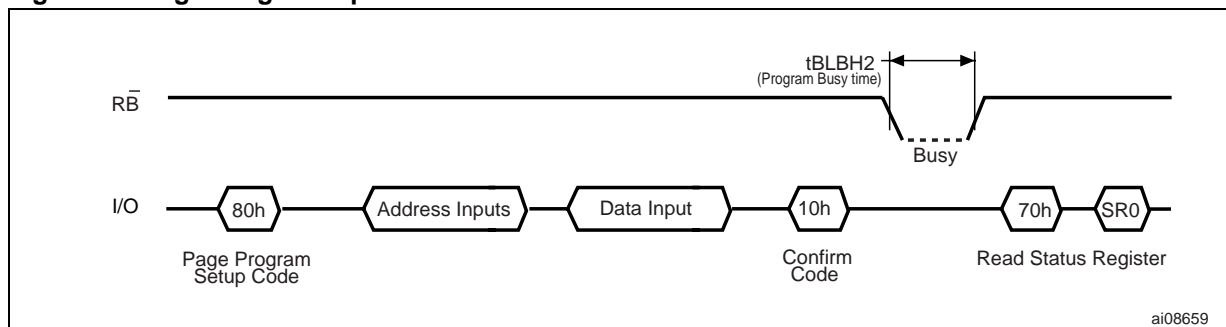 tBLBH2
(Program Busy time)
RB̅
Busy
I/O
80h
Address Inputs
Data Input
10h
70h
SR0
Page Program
Setup Code
Confirm
Code
Read Status Register
ai08659